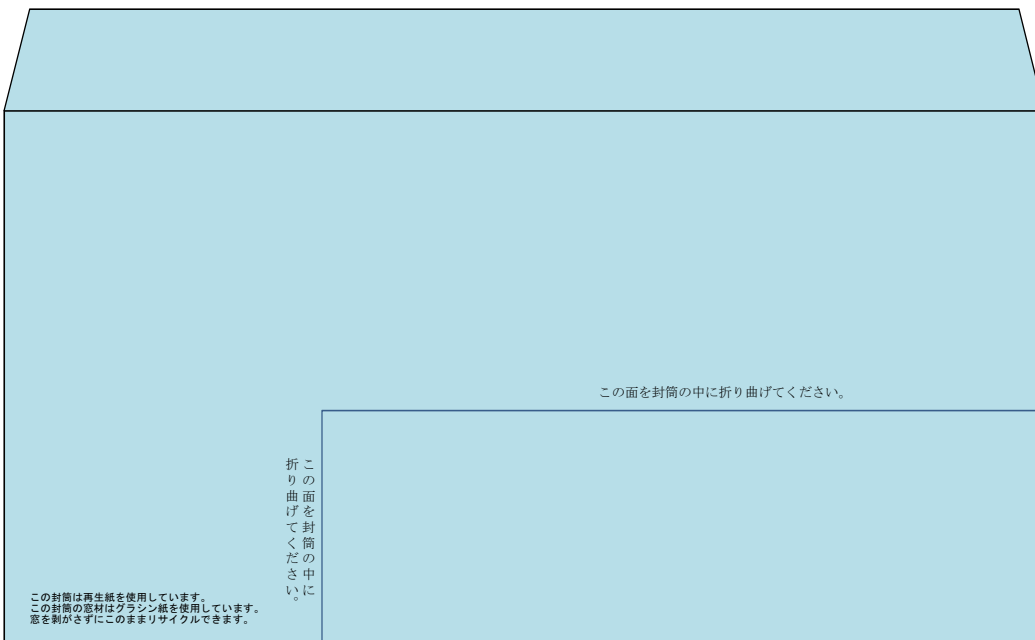 この面を封筒の中に折り曲げてください。
この面を封筒の中に
折り曲げてください。
この封筒は再生紙を使用しています。
この封筒の窓材はグラシン紙を使用しています。
窓を剥がさずにこのままリサイクルできます。